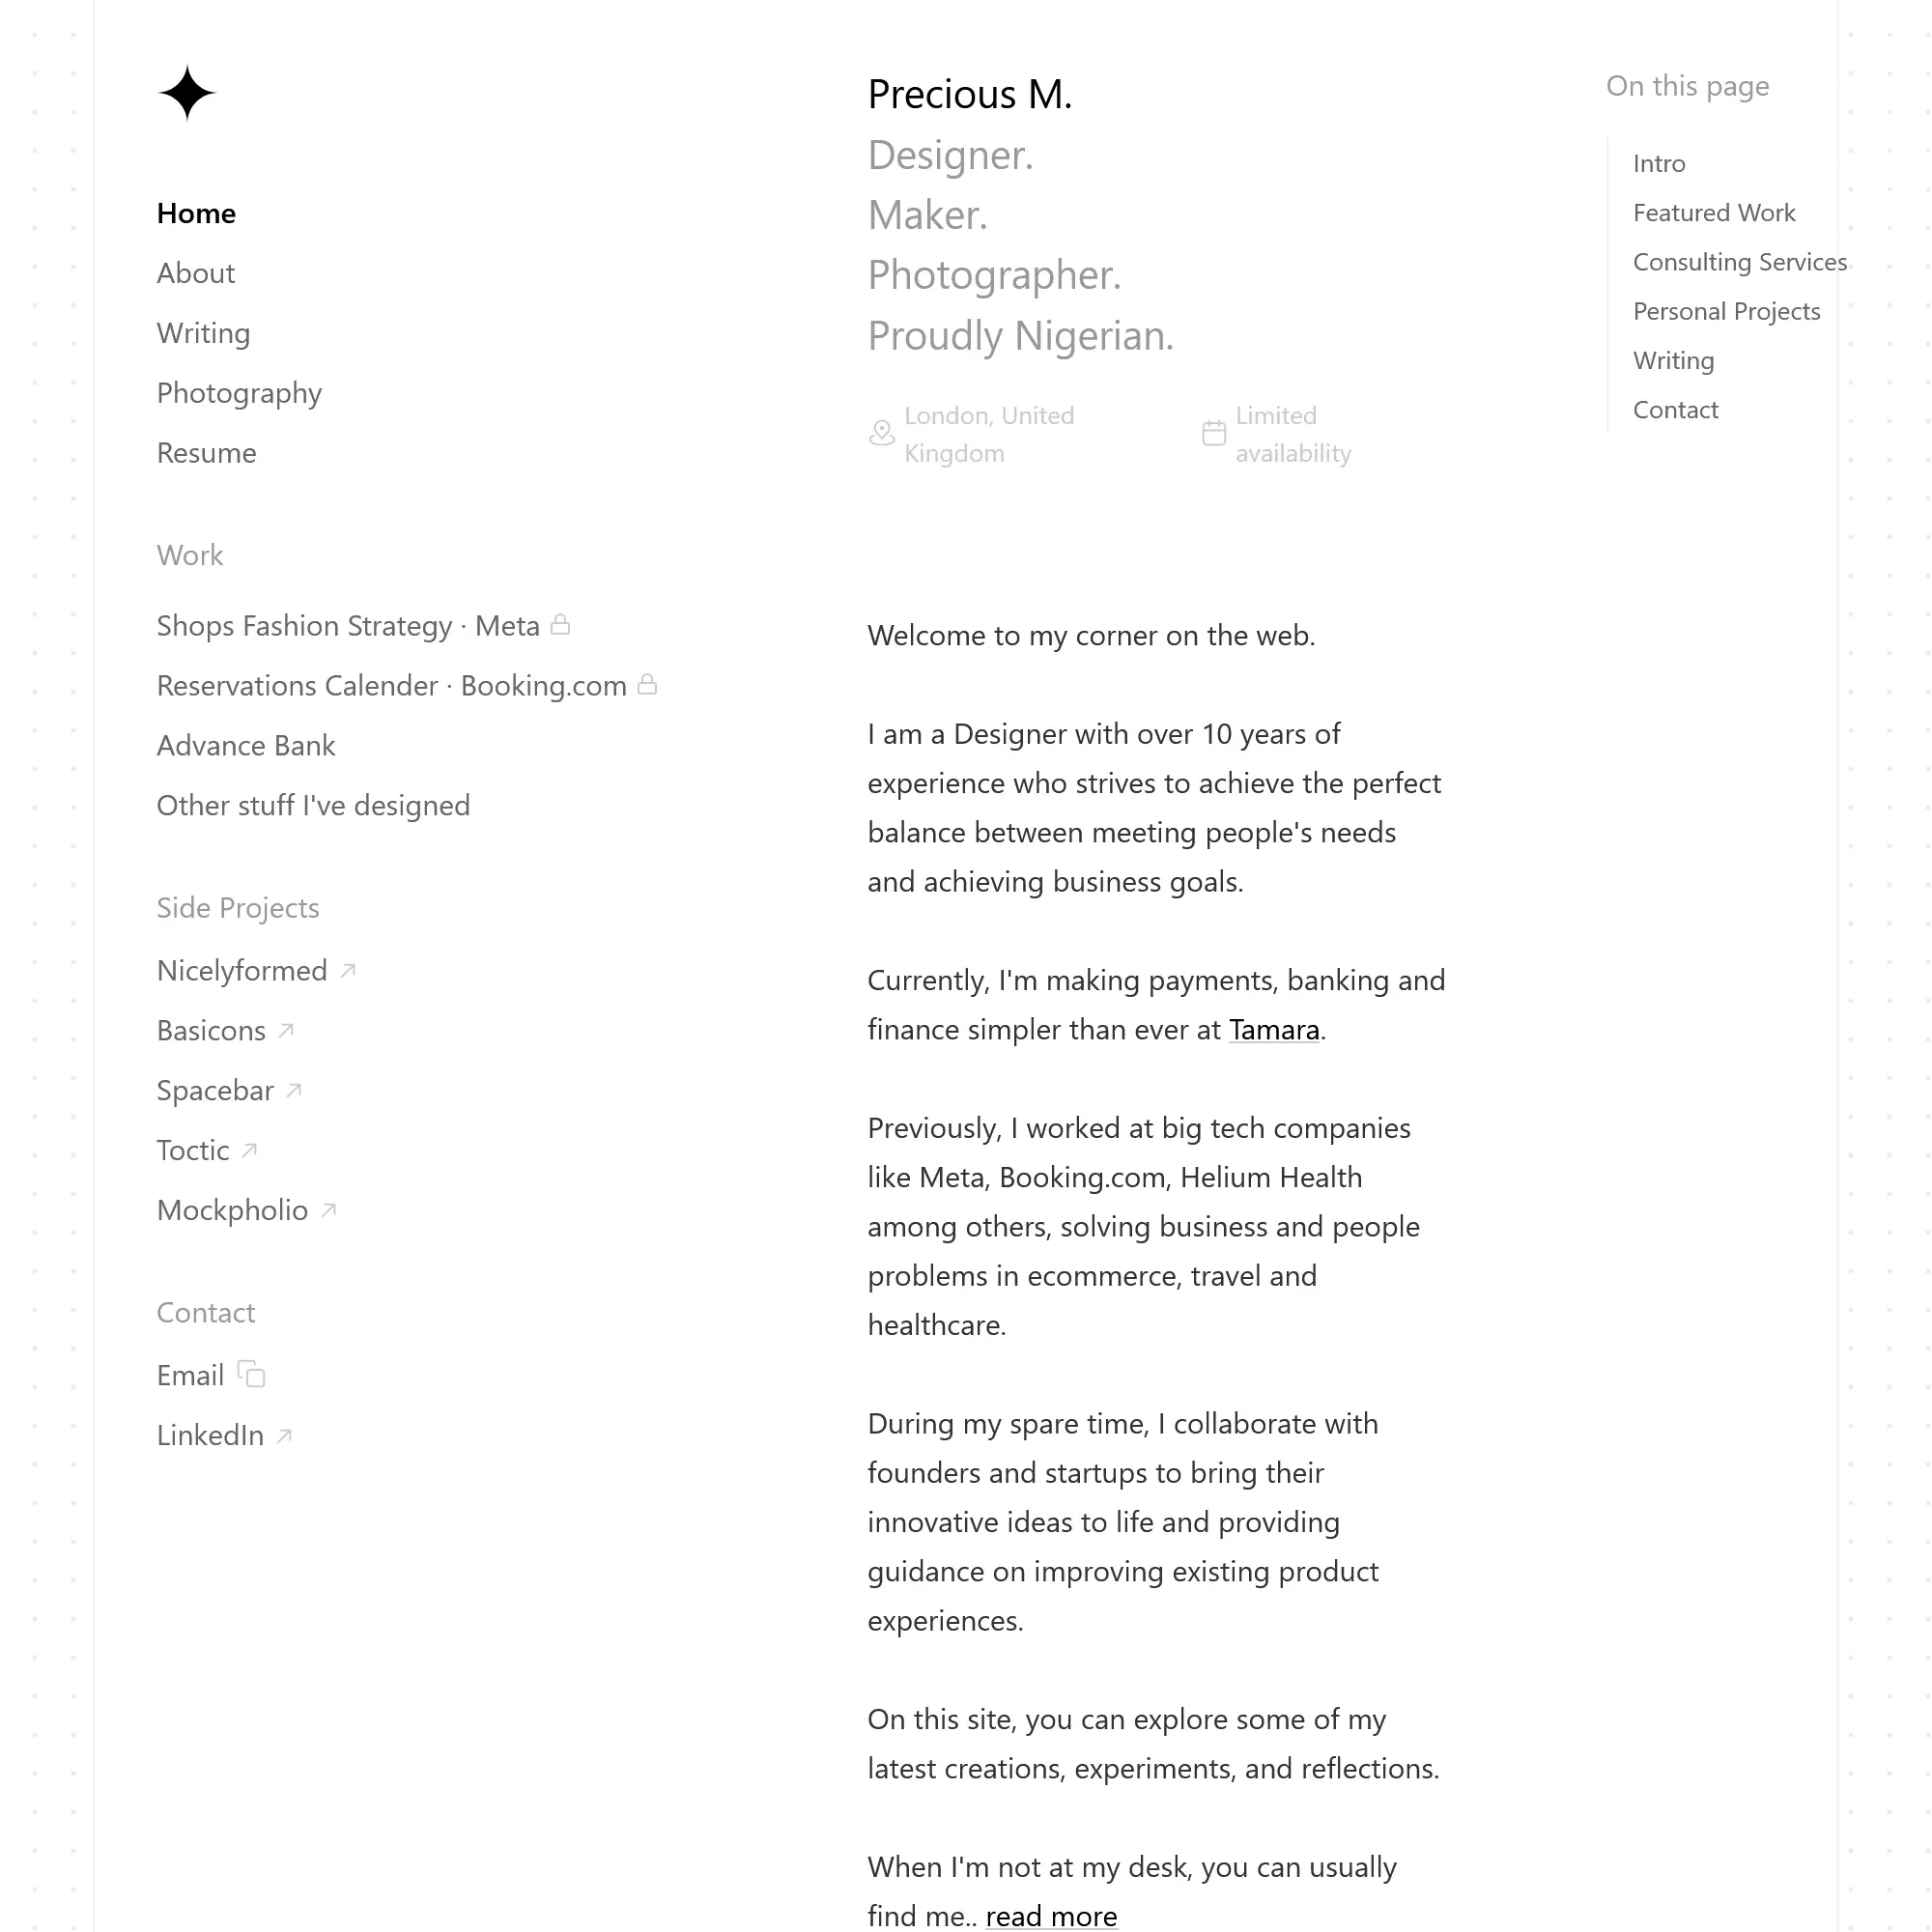 Home
About
Writing
Photography
Resume
Work
Shops Fashion Strategy · Meta
Reservations Calender · Booking.com
Advance Bank
Other stuff I've designed
Side Projects
Nicelyformed
Basicons
Spacebar
Toctic
Mockpholio
Contact
Email
LinkedIn
Precious M.
Designer.
Maker.
Photographer.
Proudly Nigerian.
London, United
Kingdom
Limited
availability
Welcome to my corner on the web.
I am a Designer with over 10 years of
experience who strives to achieve the perfect
balance between meeting people's needs
and achieving business goals.
Currently, I'm making payments, banking and
finance simpler than ever at Tamara.
Previously, I worked at big tech companies
like Meta, Booking.com, Helium Health
among others, solving business and people
problems in ecommerce, travel and
healthcare.
During my spare time, I collaborate with
founders and startups to bring their
innovative ideas to life and providing
guidance on improving existing product
experiences.
On this site, you can explore some of my
latest creations, experiments, and reflections.
When I'm not at my desk, you can usually
find me.. read more
On this page
Intro
Featured Work
Consulting Services
Personal Projects
Writing
Contact